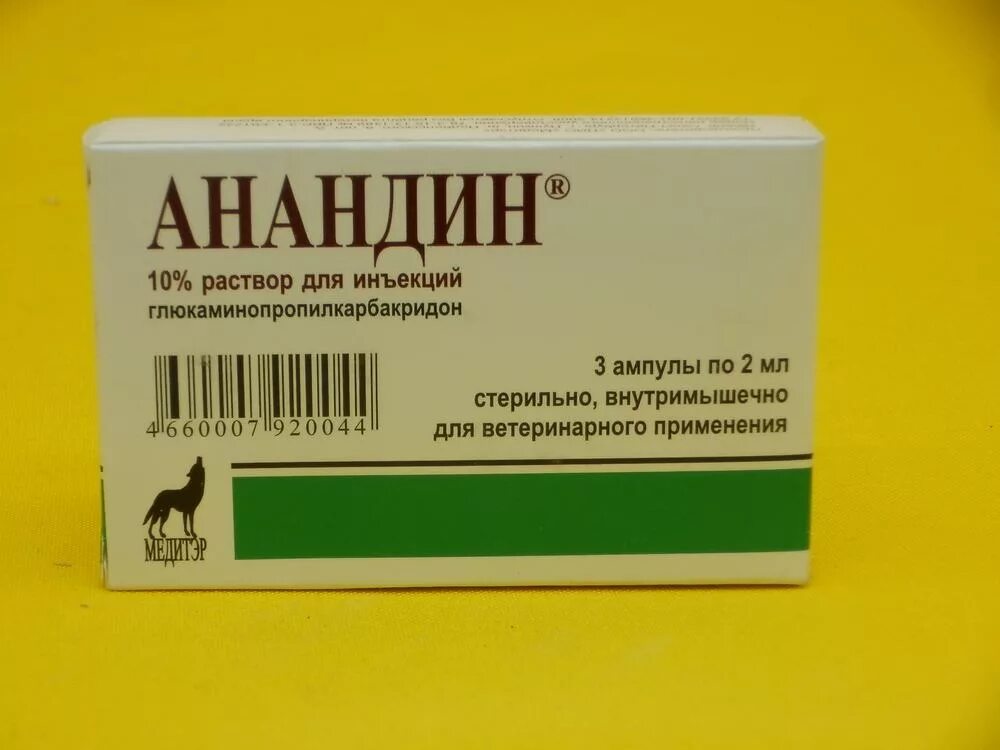 АНАНДИН®
10% раствор для инъекций
глюкаминопропилкарбакридон
3 ампулы по 2 мл
стерильно, внутримышечно
для ветеринарного применения
4 660007 920044
МЕДИТЭР